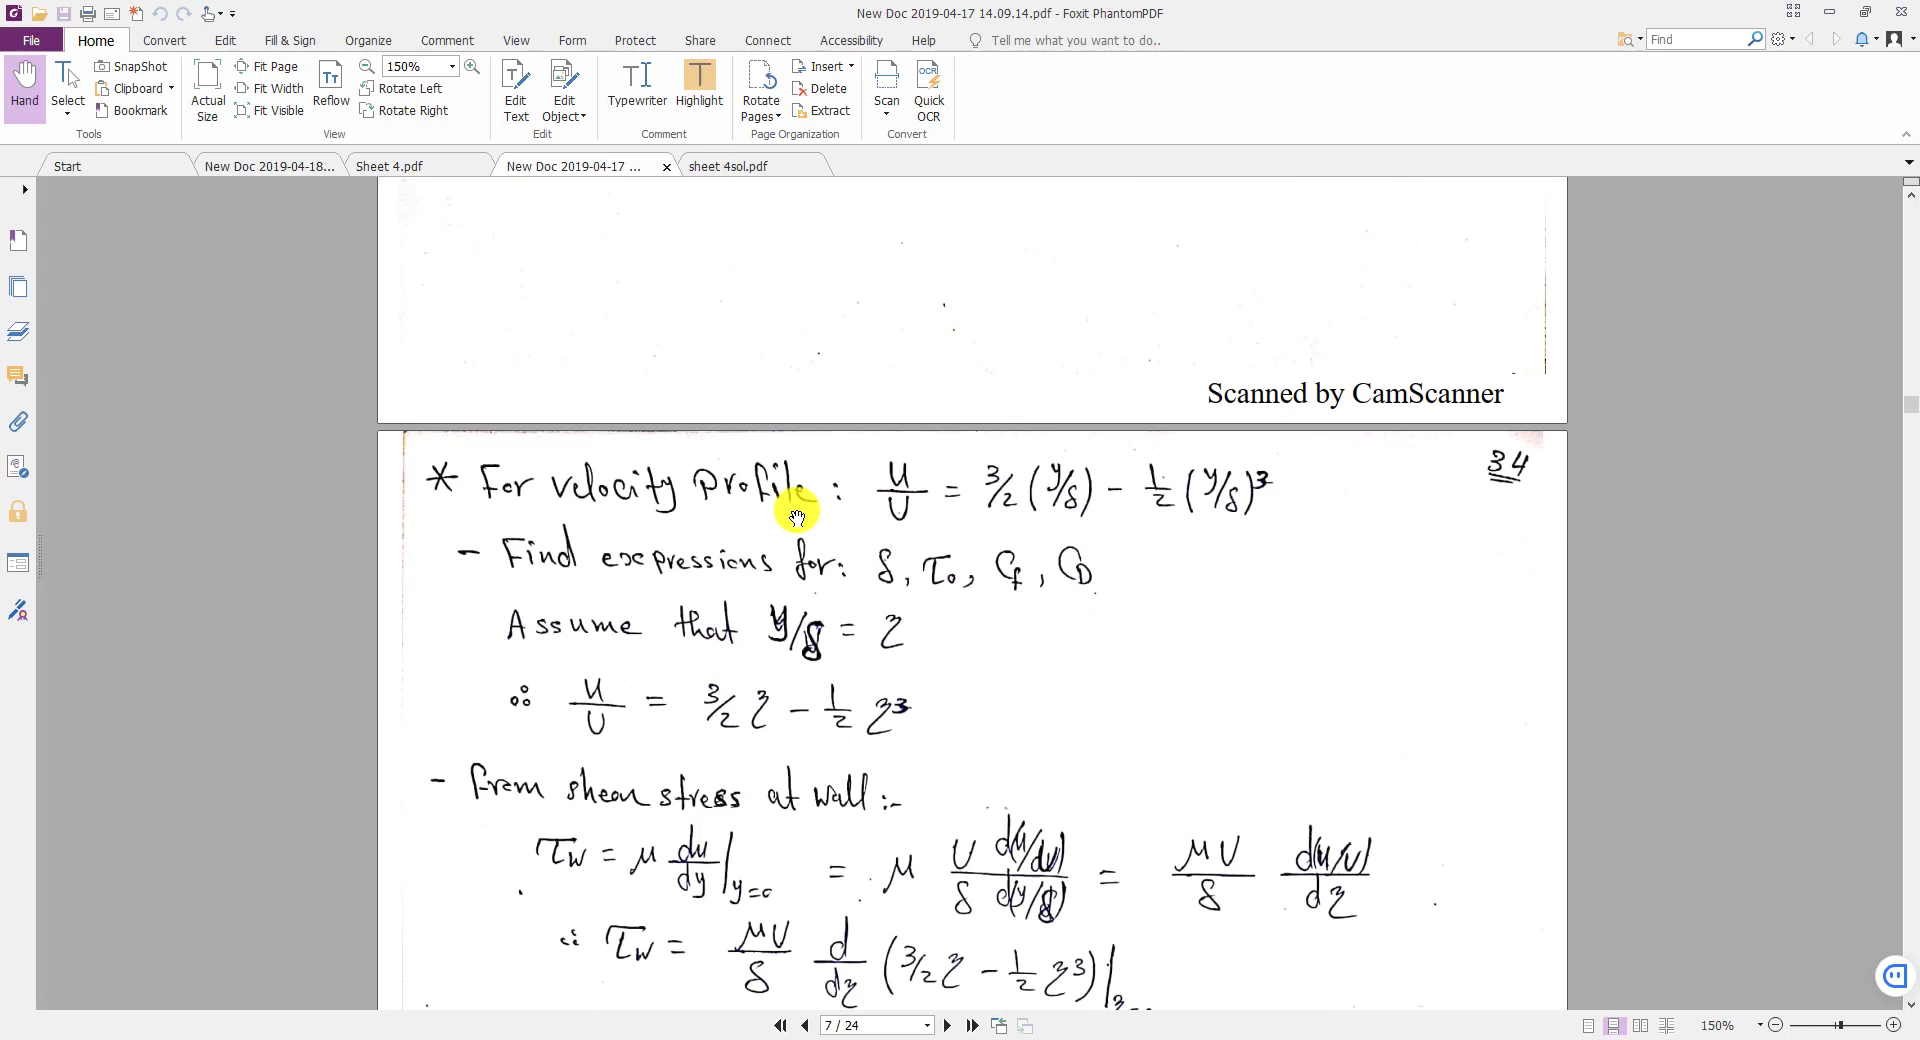 New Doc 2019-04-17 14.09.14.pdf - Foxit PhantomPDF
File Home Convert Edit Fill & Sign Organize Comment View Form Protect Share Connect Accessibility Help Tell me what you want to do.. Find
Hand
Select
SnapShot
Clipboard
Bookmark
Tools
Actual Size
Fit Page
Fit Width
Fit Visible
Reflow
150%
Rotate Left
Rotate Right
View
Edit Text
Edit Object
Edit
Typewriter
Highlight
Comment
Rotate Pages
Insert
Delete
Extract
Page Organization
Scan
Quick OCR
Convert
Start New Doc 2019-04-18... Sheet 4.pdf New Doc 2019-04-17 ... sheet 4sol.pdf
Scanned by CamScanner
34
* For velocity profile : u/U = 3/2 (y/δ) - 1/2 (y/δ)³
- Find expressions for: δ, τ₀, Cf, CD
Assume that y/δ = η
∴ u/U = 3/2 η - 1/2 η³
- from shear stress at wall :-
τw = μ du/dy |y=0 = μ U/δ d(u/U)/d(y/δ) = μU/δ d(u/U)/dη
∴ τw = μU/δ d/dη (3/2 η - 1/2 η³)|
7 / 24
150%